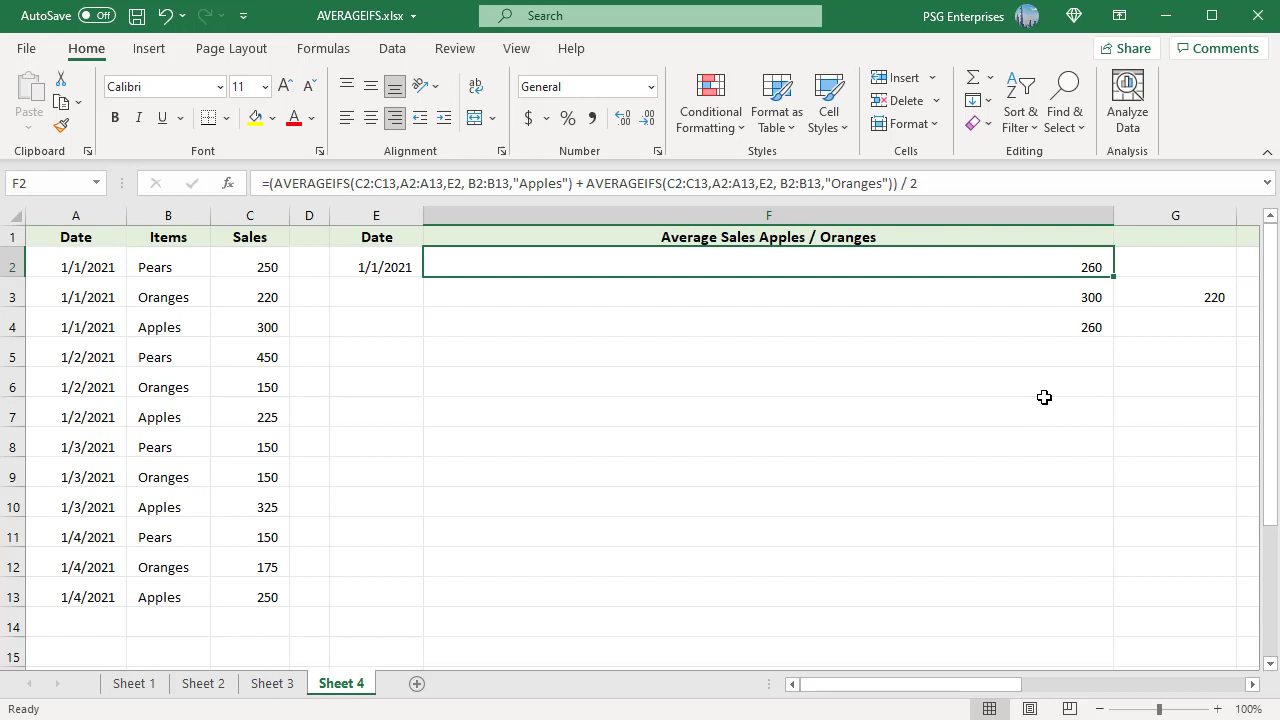 AutoSave Off AVERAGEIFS.xlsx Search PSG Enterprises
File Home Insert Page Layout Formulas Data Review View Help Share Comments
Paste Calibri 11 A A ab General Conditional Formatting Format as Table Cell Styles Insert Delete Format Sort & Filter Find & Select Analyze Data
B I U A $ % , .00 .0
Clipboard Font Alignment Number Styles Cells Editing Analysis
F2 fx =(AVERAGEIFS(C2:C13,A2:A13,E2, B2:B13,"Apples") + AVERAGEIFS(C2:C13,A2:A13,E2, B2:B13,"Oranges")) / 2
A B C D E F G
1 Date Items Sales Date Average Sales Apples / Oranges
2 1/1/2021 Pears 250 1/1/2021 260
3 1/1/2021 Oranges 220 300 220
4 1/1/2021 Apples 300 260
5 1/2/2021 Pears 450
6 1/2/2021 Oranges 150
7 1/2/2021 Apples 225
8 1/3/2021 Pears 150
9 1/3/2021 Oranges 150
10 1/3/2021 Apples 325
11 1/4/2021 Pears 150
12 1/4/2021 Oranges 175
13 1/4/2021 Apples 250
14
15
Sheet 1 Sheet 2 Sheet 3 Sheet 4
Ready 100%